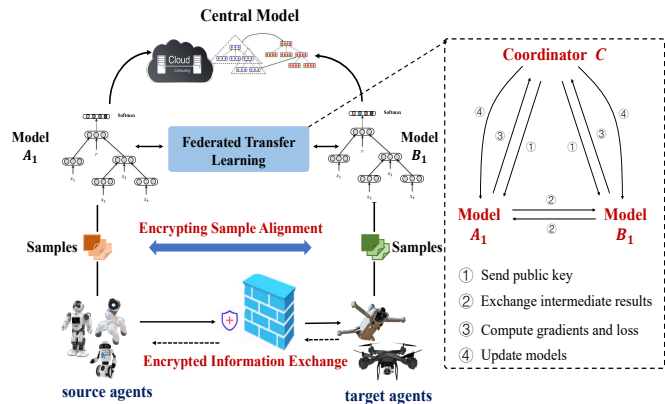 Central Model
Cloud
Computing
Softmax
Softmax
Model
A₁
Federated Transfer
Learning
Model
B₁
Samples
Encrypting Sample Alignment
Samples
Encrypted Information Exchange
source agents
target agents
Coordinator C
④
③
①
①
③
④
Model
A₁
②
②
Model
B₁
① Send public key
② Exchange intermediate results
③ Compute gradients and loss
④ Update models